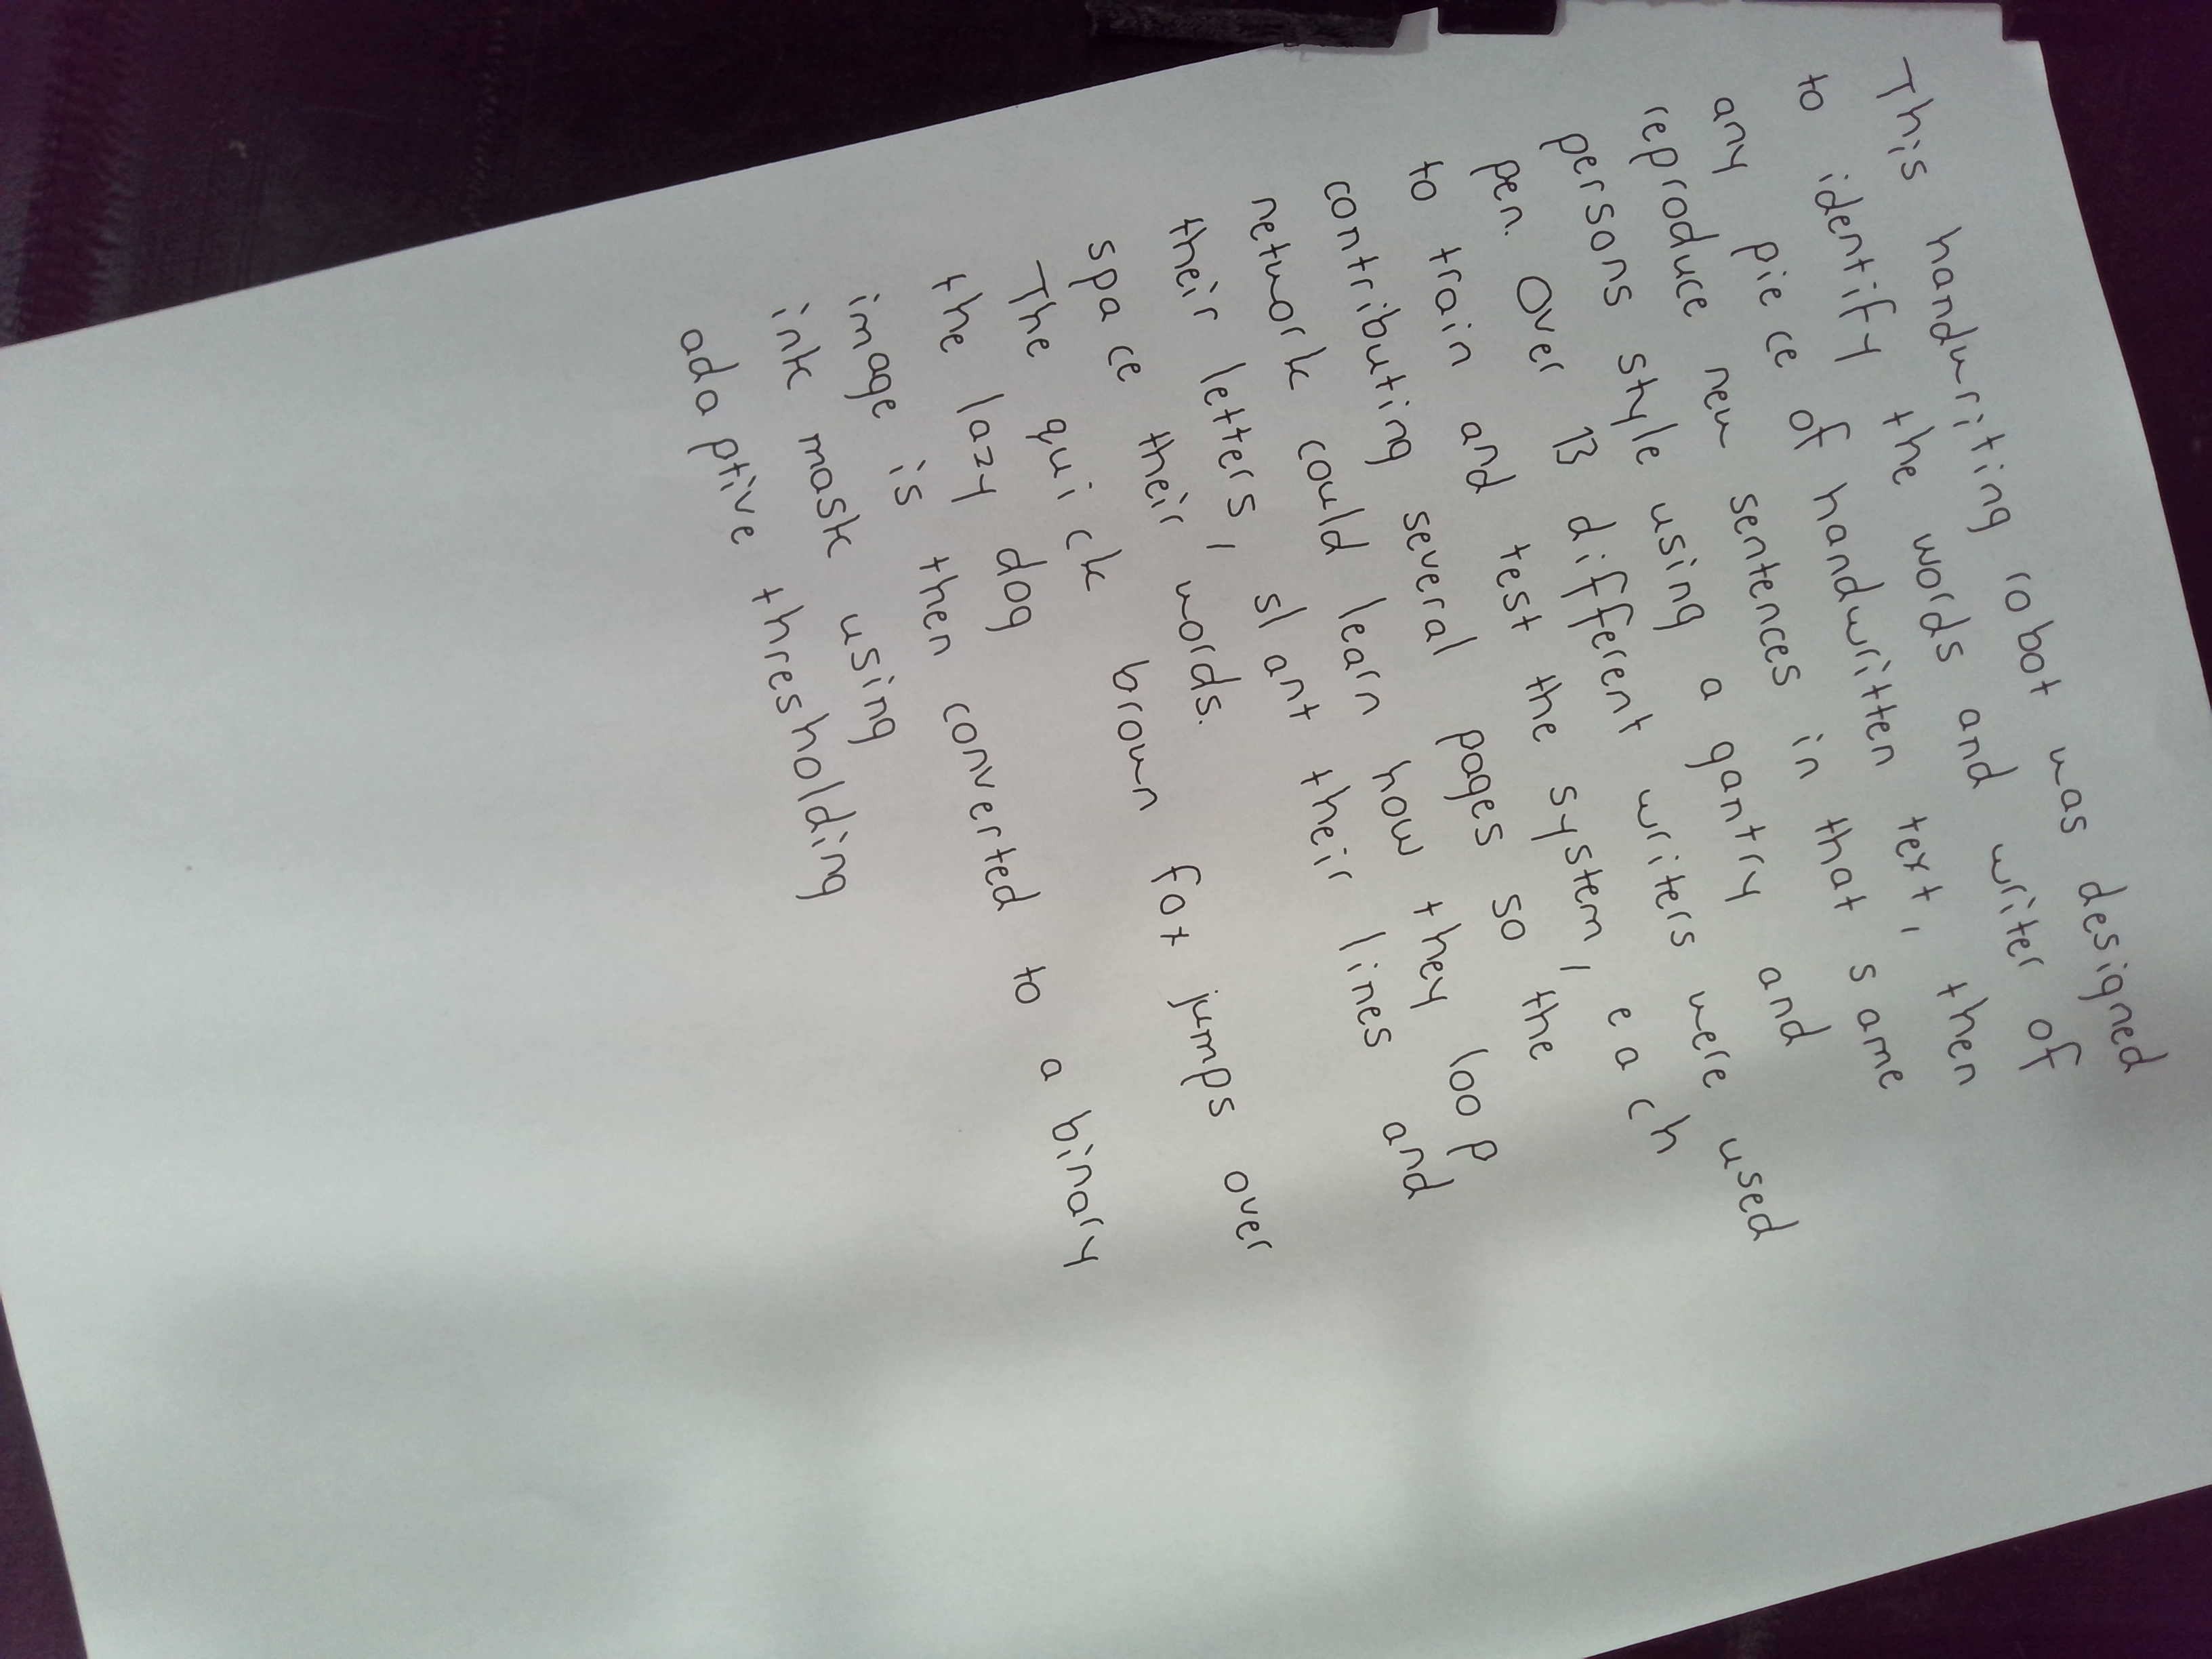 This handwriting robot was designed
to identify the words and writer of
any piece of handwritten text, then
reproduce new sentences in that same
persons style using a gantry and
pen. Over 13 different writers were used
to train and test the system, each
contributing several pages so the
network could learn how they loop
their letters, slant their lines and
space their words.
The quick brown fox jumps over
the lazy dog
image is then converted to a binary
ink mask using
adaptive thresholding